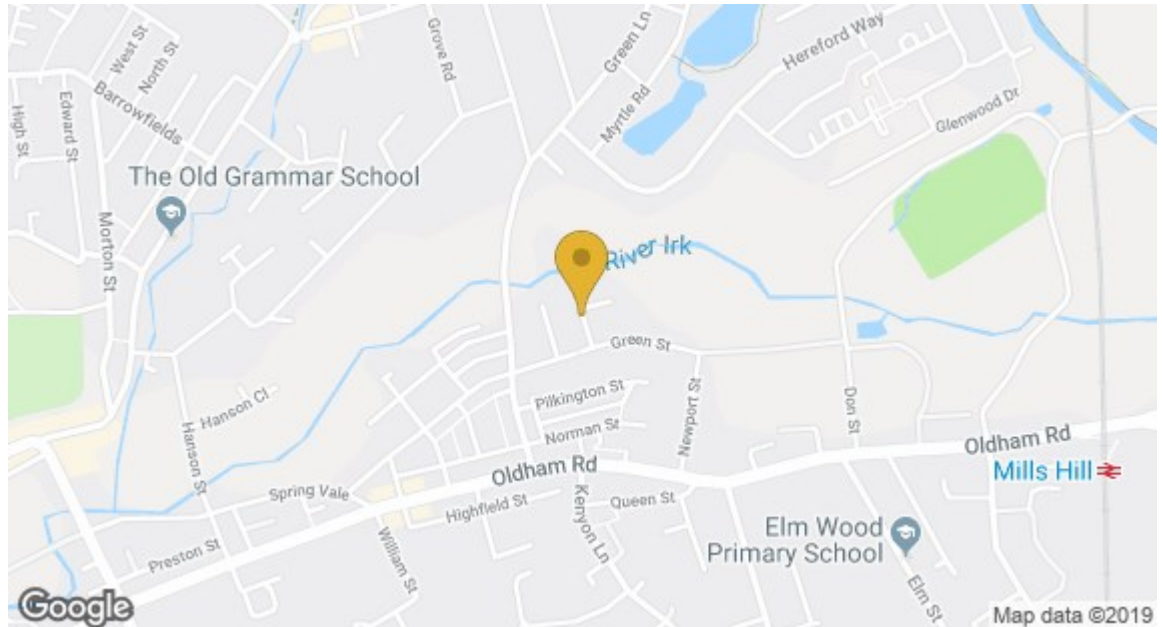 West St
North St
Grove Rd
Green Ln
Hereford Way
Barrowfields
High St
Edward St
Myrtle Rd
Glenwood Dr
The Old Grammar School
Morton St
River Irk
Green St
Hanson Cl
Pilkington St
Newport St
Don St
Norman St
Hanson St
Oldham Rd
Oldham Rd
Mills Hill
Spring Vale
Highfield St
Kenyon Ln
Queen St
Preston St
William St
Elm Wood
Primary School
Elm St
Google
Map data ©2019